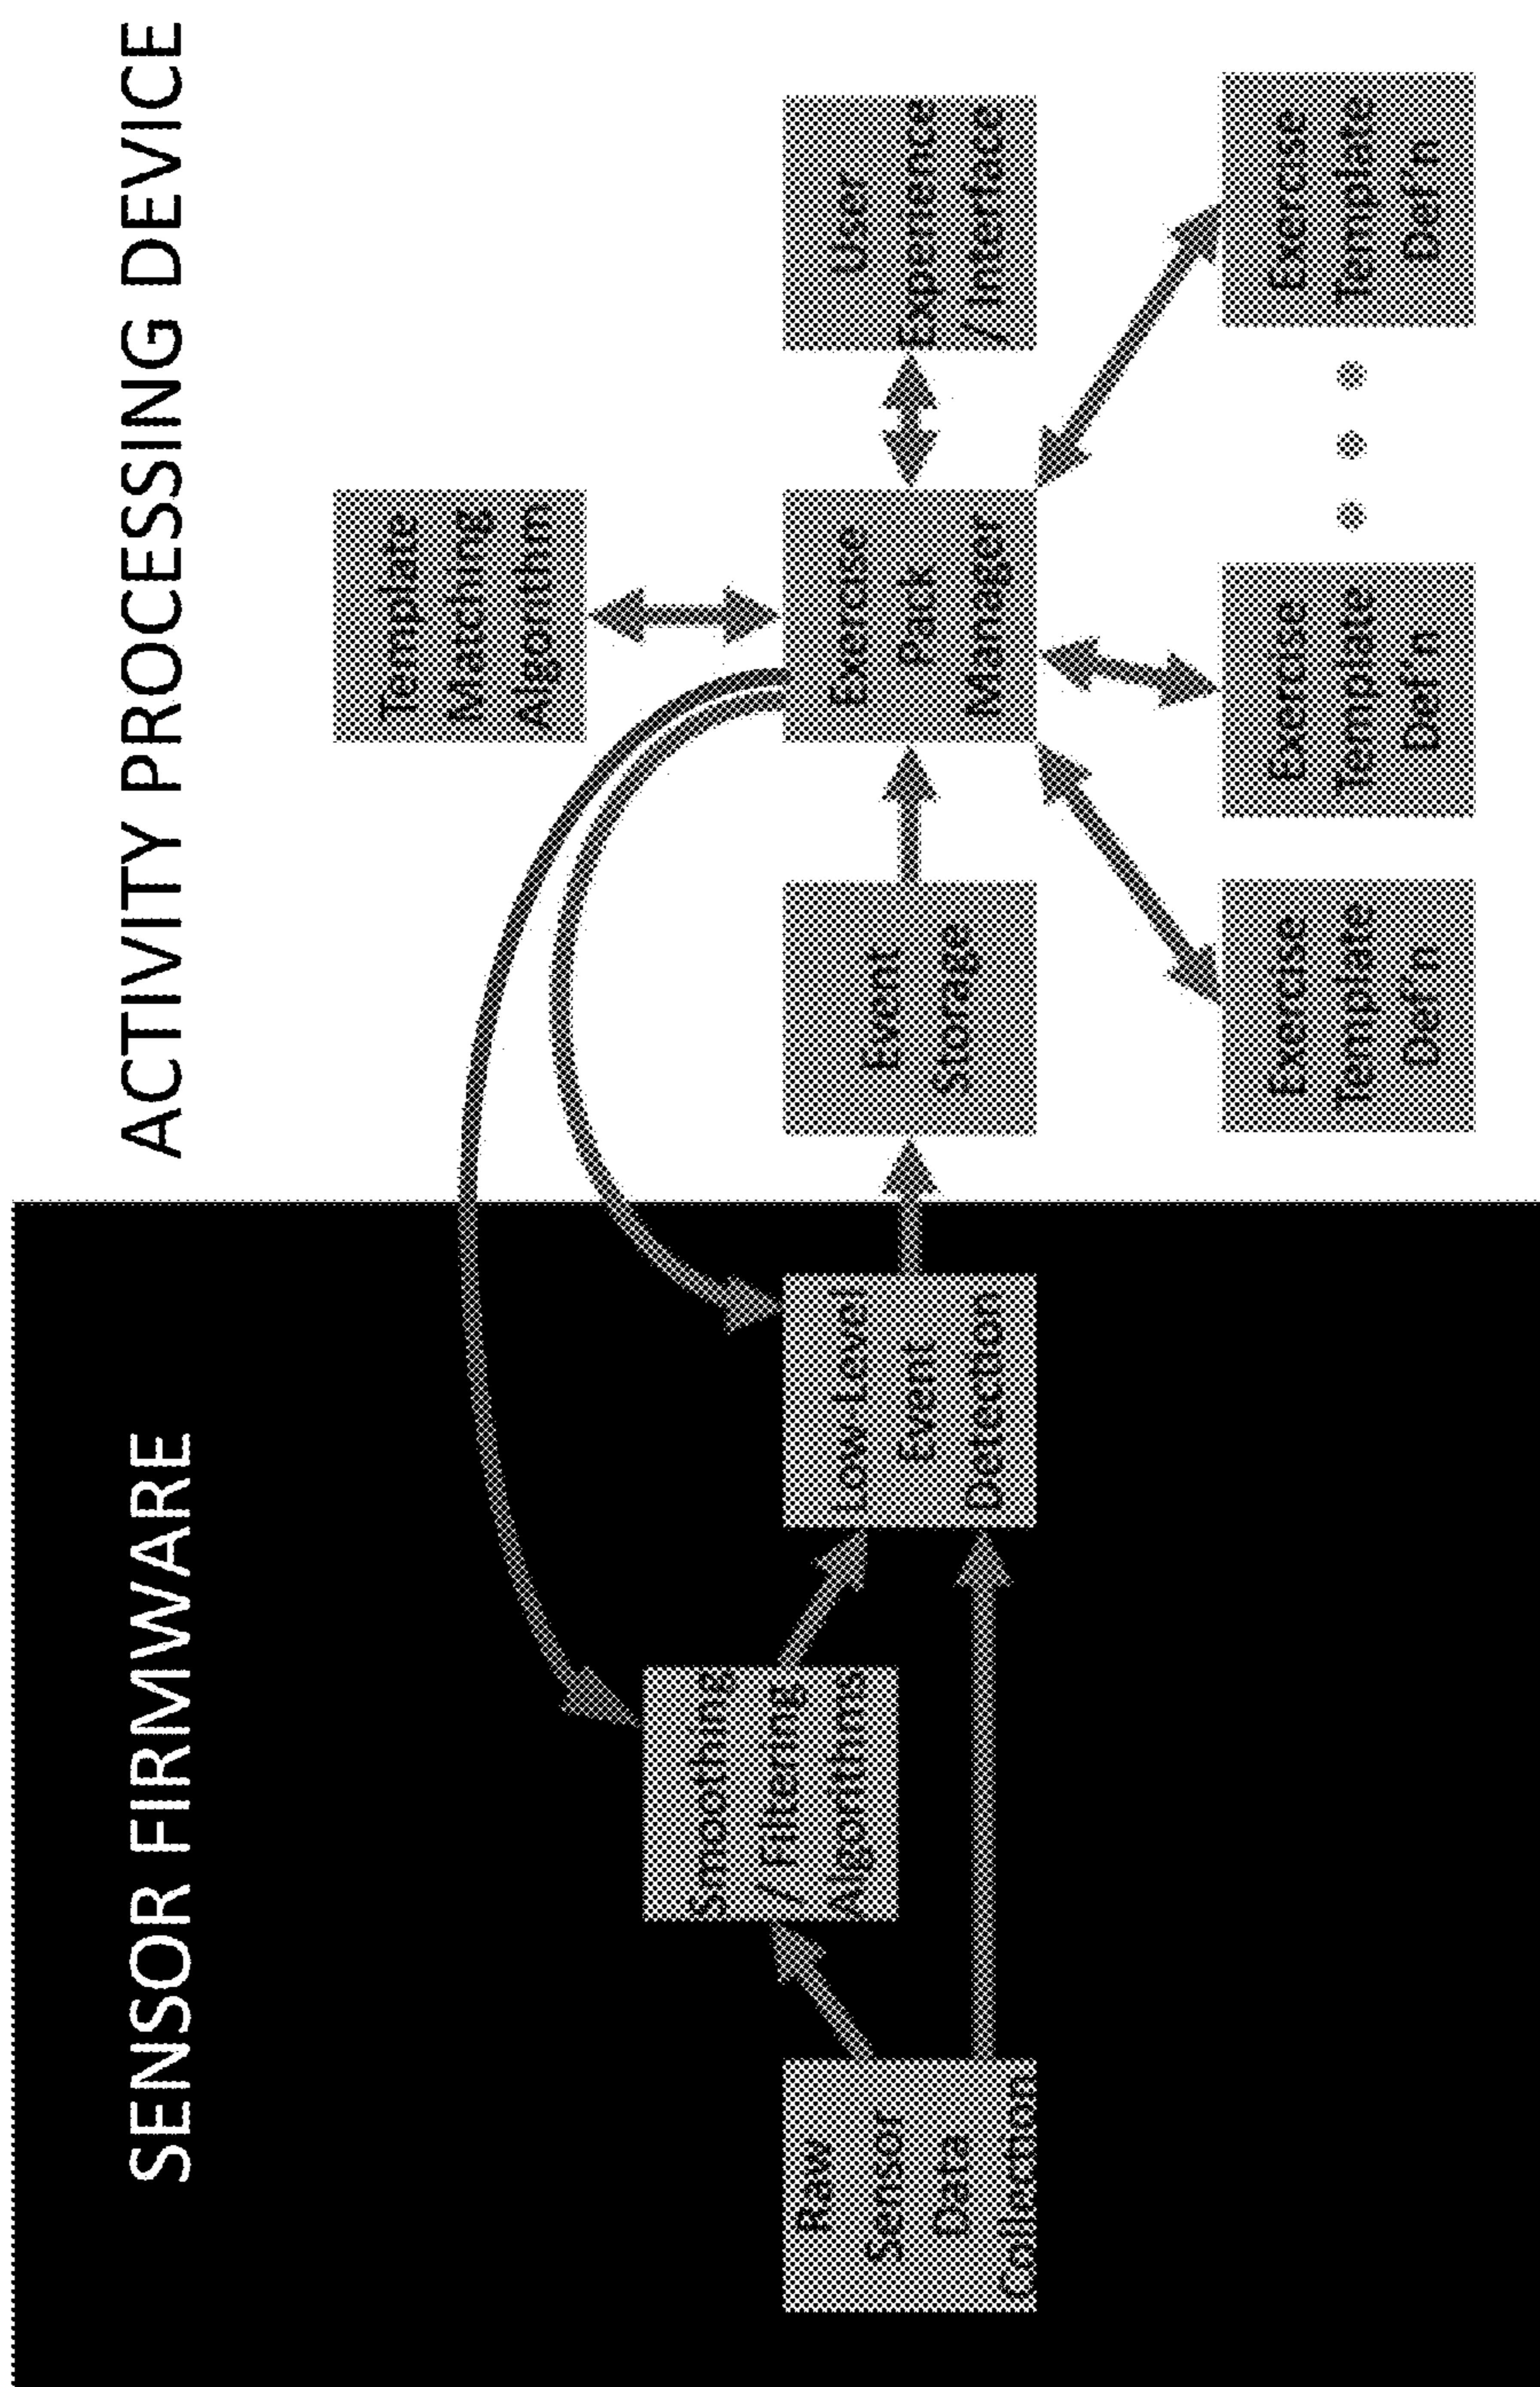 SENSOR FIRMWARE
ACTIVITY PROCESSING DEVICE
Raw
Sensor
Data
Collection
Smoothing
/ Filtering
Algorithms
Low Level
Event
Detection
Event
Storage
Template
Matching
Algorithm
Exercise
Pack
Manager
User
Experience
/ Interface
Exercise
Template
Def'n
Exercise
Template
Def'n
Exercise
Template
Def'n